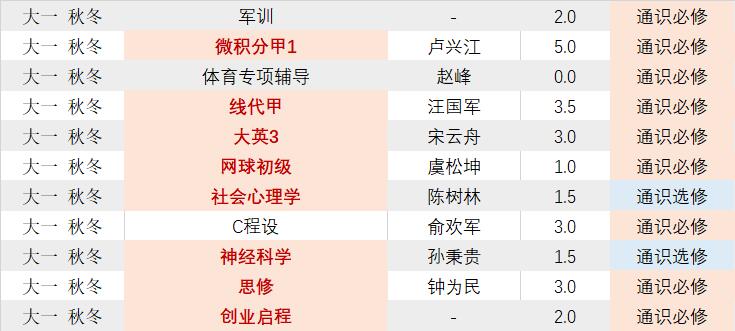 大一 秋冬 军训 - 2.0 通识必修
大一 秋冬 微积分甲1 卢兴江 5.0 通识必修
大一 秋冬 体育专项辅导 赵峰 0.0 通识必修
大一 秋冬 线代甲 汪国军 3.5 通识必修
大一 秋冬 大英3 宋云舟 3.0 通识必修
大一 秋冬 网球初级 虞松坤 1.0 通识必修
大一 秋冬 社会心理学 陈树林 1.5 通识选修
大一 秋冬 C程设 俞欢军 3.0 通识必修
大一 秋冬 神经科学 孙秉贵 1.5 通识选修
大一 秋冬 思修 钟为民 3.0 通识必修
大一 秋冬 创业启程 - 2.0 通识必修